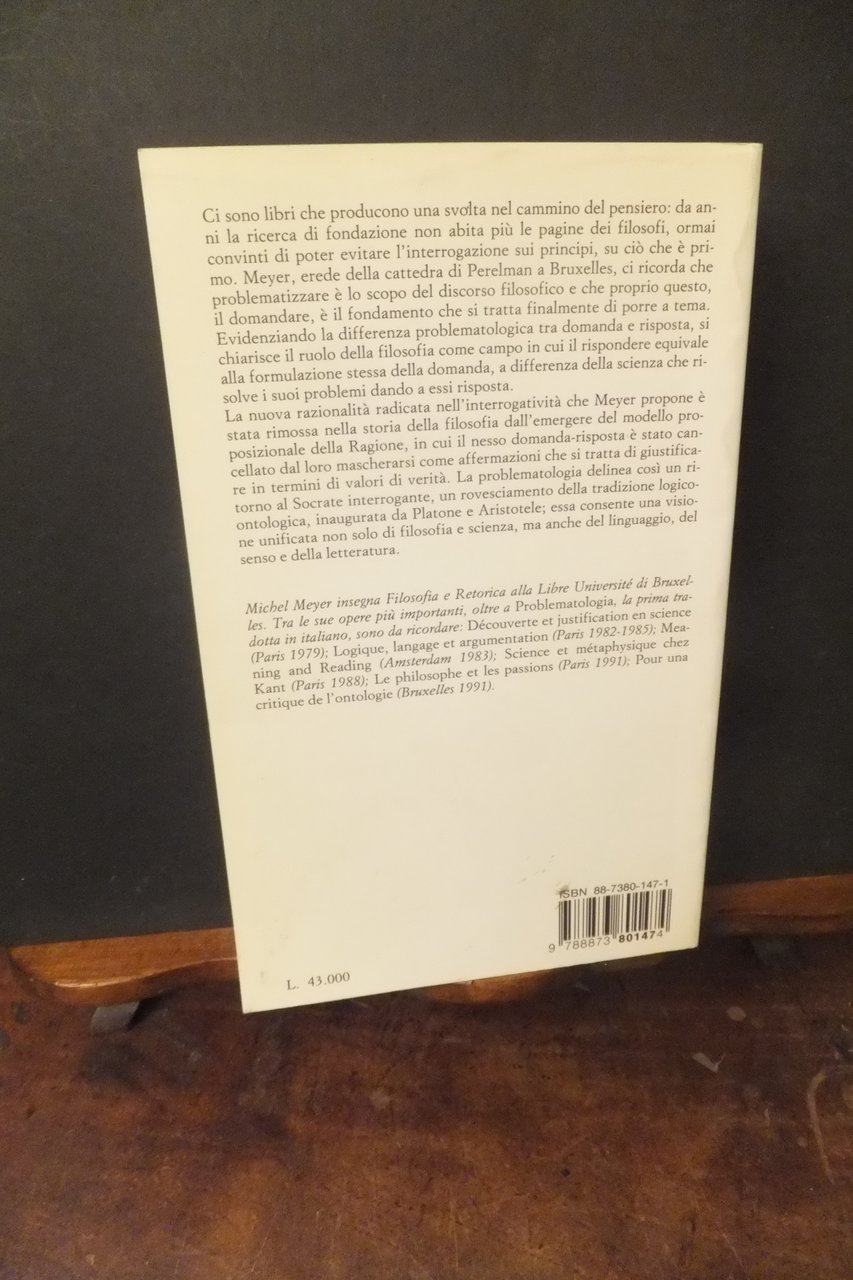 Ci sono libri che producono una svolta nel cammino del pensiero: da an-
ni la ricerca di fondazione non abita più le pagine dei filosofi, ormai
convinti di poter evitare l'interrogazione sui principi, su ciò che è pri-
mo. Meyer, erede della cattedra di Perelman a Bruxelles, ci ricorda che
problematizzare è lo scopo del discorso filosofico e che proprio questo,
il domandare, è il fondamento che si tratta finalmente di porre a tema.
Evidenziando la differenza problematologica tra domanda e risposta, si
chiarisce il ruolo della filosofia come campo in cui il rispondere equivale
alla formulazione stessa della domanda, a differenza della scienza che ri-
solve i suoi problemi dando a essi risposta.
La nuova razionalità radicata nell'interrogatività che Meyer propone è
stata rimossa nella storia della filosofia dall'emergere del modello pro-
posizionale della Ragione, in cui il nesso domanda-risposta è stato can-
cellato dal loro mascherarsi come affermazioni che si tratta di giustifica-
re in termini di valori di verità. La problematologia delinea così un ri-
torno al Socrate interrogante, un rovesciamento della tradizione logico-
ontologica, inaugurata da Platone e Aristotele; essa consente una visio-
ne unificata non solo di filosofia e scienza, ma anche del linguaggio, del
senso e della letteratura.
Michel Meyer insegna Filosofia e Retorica alla Libre Université di Bruxel-
les. Tra le sue opere più importanti, oltre a Problematologia, la prima tra-
dotta in italiano, sono da ricordare: Découverte et justification en science
(Paris 1979); Logique, langage et argumentation (Paris 1982-1985); Mea-
ning and Reading (Amsterdam 1983); Science et métaphysique chez
Kant (Paris 1988); Le philosophe et les passions (Paris 1991); Pour una
critique de l'ontologie (Bruxelles 1991).
ISBN 88-7380-147-1
9 788873 801474
L. 43.000